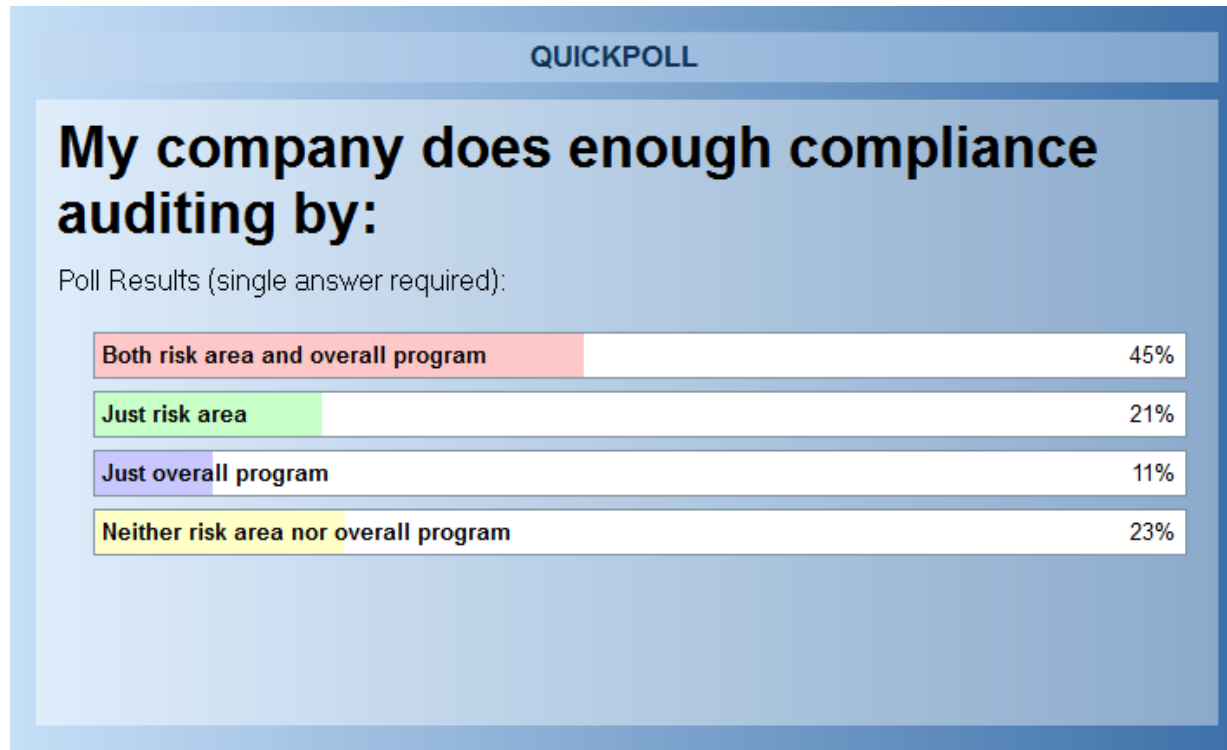 QUICKPOLL
My company does enough compliance
auditing by:
Poll Results (single answer required):
Both risk area and overall program 45%
Just risk area 21%
Just overall program 11%
Neither risk area nor overall program 23%